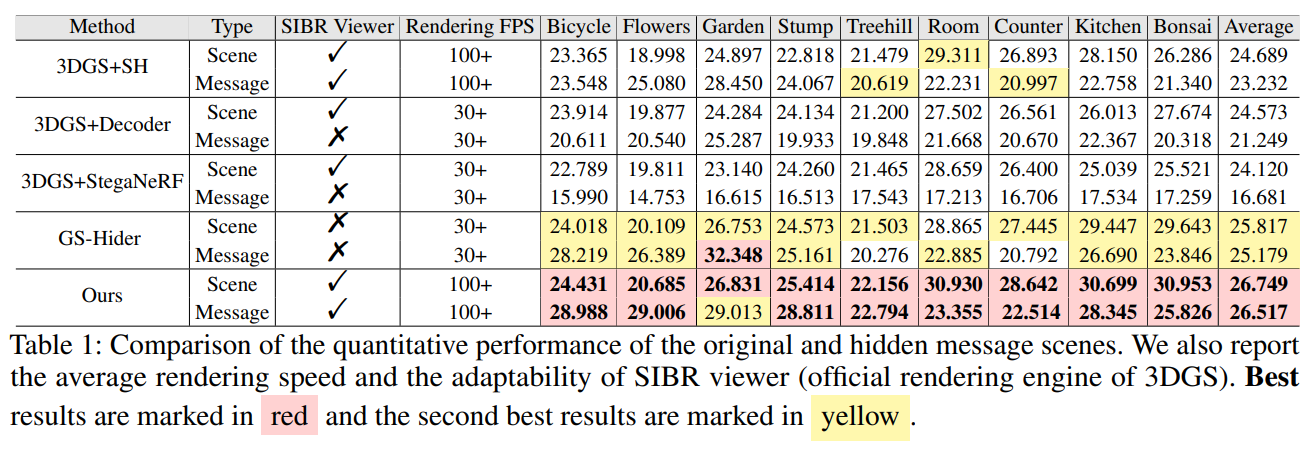 Method Type SIBR Viewer Rendering FPS Bicycle Flowers Garden Stump Treehill Room Counter Kitchen Bonsai Average
3DGS+SH Scene ✓ 100+ 23.365 18.998 24.897 22.818 21.479 29.311 26.893 28.150 26.286 24.689
Message ✓ 100+ 23.548 25.080 28.450 24.067 20.619 22.231 20.997 22.758 21.340 23.232
3DGS+Decoder Scene ✓ 30+ 23.914 19.877 24.284 24.134 21.200 27.502 26.561 26.013 27.674 24.573
Message ✗ 30+ 20.611 20.540 25.287 19.933 19.848 21.668 20.670 22.367 20.318 21.249
3DGS+StegaNeRF Scene ✓ 30+ 22.789 19.811 23.140 24.260 21.465 28.659 26.400 25.039 25.521 24.120
Message ✗ 30+ 15.990 14.753 16.615 16.513 17.543 17.213 16.706 17.534 17.259 16.681
GS-Hider Scene ✗ 30+ 24.018 20.109 26.753 24.573 21.503 28.865 27.445 29.447 29.643 25.817
Message ✗ 30+ 28.219 26.389 32.348 25.161 20.276 22.885 20.792 26.690 23.846 25.179
Ours Scene ✓ 100+ 24.431 20.685 26.831 25.414 22.156 30.930 28.642 30.699 30.953 26.749
Message ✓ 100+ 28.988 29.006 29.013 28.811 22.794 23.355 22.514 28.345 25.826 26.517
Table 1: Comparison of the quantitative performance of the original and hidden message scenes. We also report
the average rendering speed and the adaptability of SIBR viewer (official rendering engine of 3DGS). Best
results are marked in red and the second best results are marked in yellow .